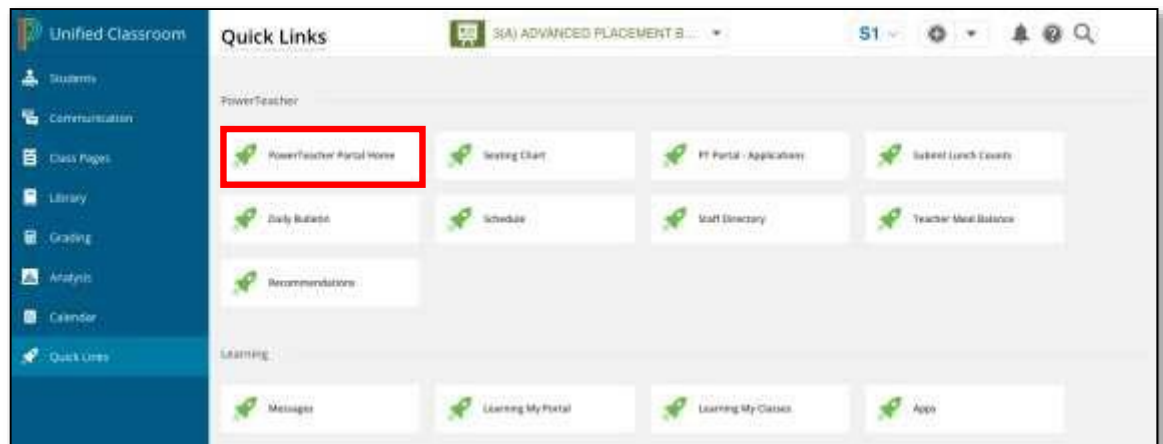 Unified Classroom
Quick Links
3(A) ADVANCED PLACEMENT B...
S1
Students
Communication
Class Pages
Library
Grading
Analysis
Calendar
Quick Links
PowerTeacher
PowerTeacher Portal Home
Seating Chart
PT Portal - Applications
Submit Lunch Counts
Daily Bulletin
Schedule
Staff Directory
Teacher Meal Balance
Recommendations
Learning
Messages
Learning My Portal
Learning My Classes
Apps